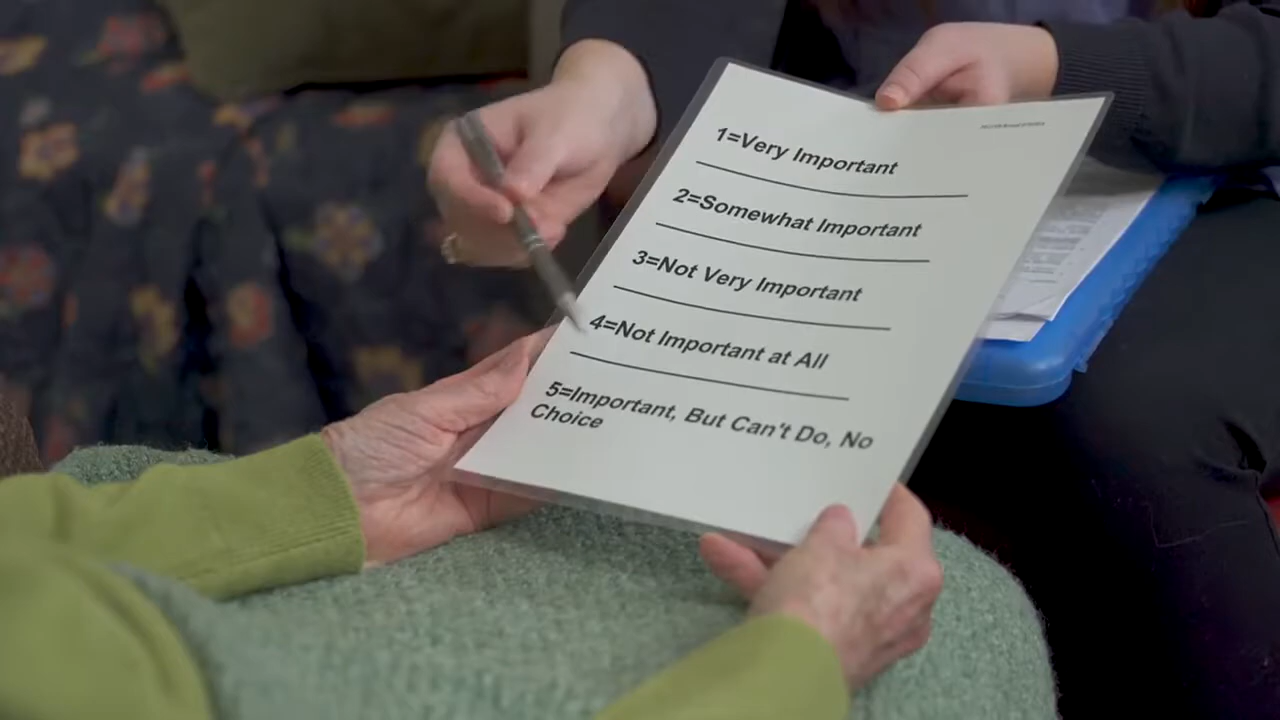 1=Very Important
2=Somewhat Important
3=Not Very Important
4=Not Important at All
5=Important, But Can't Do, No
Choice